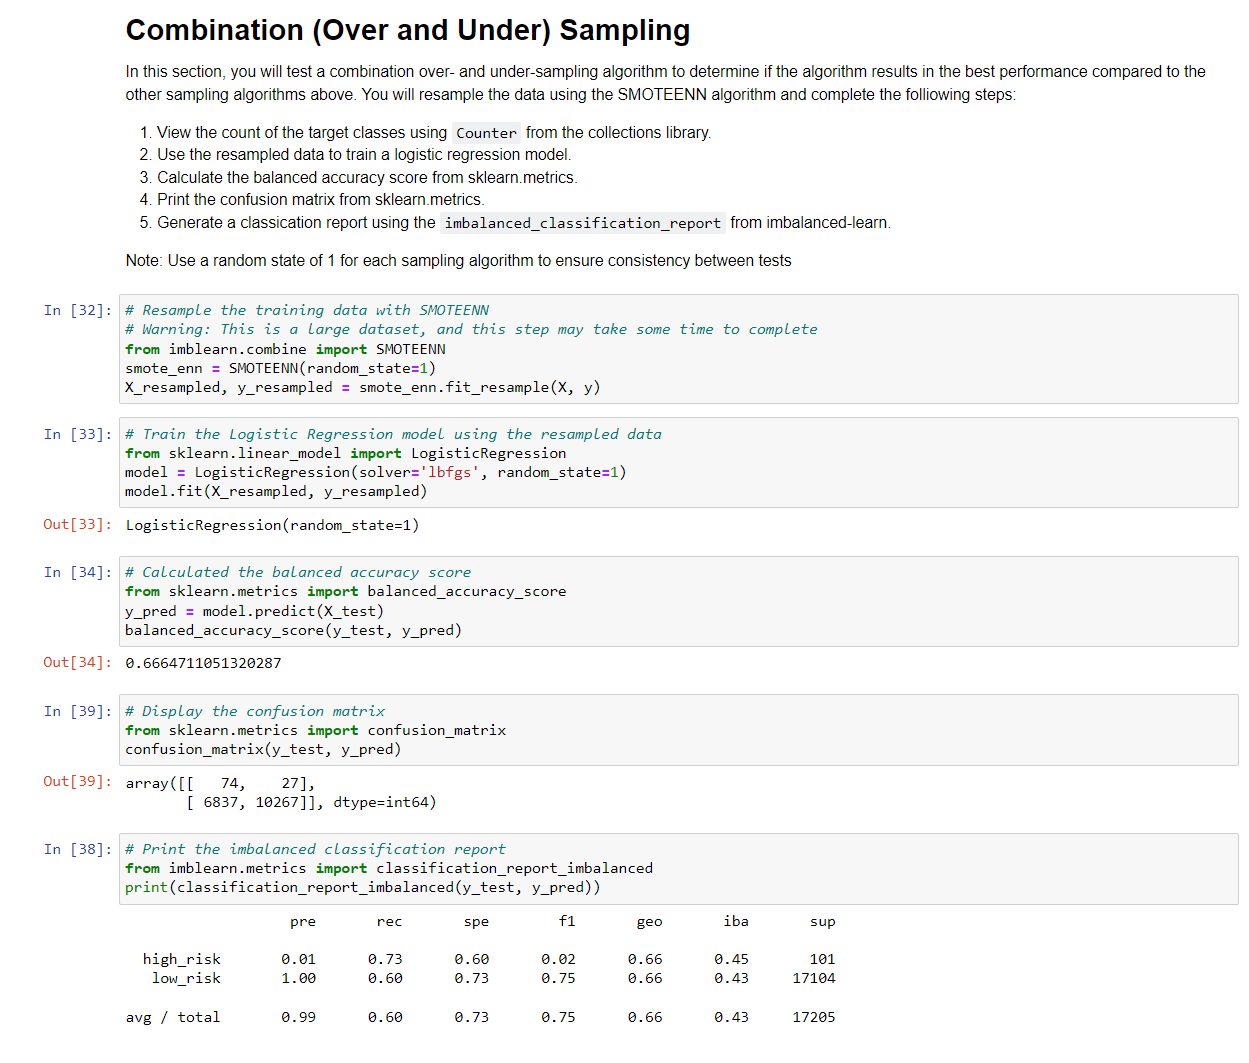 Combination (Over and Under) Sampling
In this section, you will test a combination over- and under-sampling algorithm to determine if the algorithm results in the best performance compared to the
other sampling algorithms above. You will resample the data using the SMOTEENN algorithm and complete the folliowing steps:
1. View the count of the target classes using Counter from the collections library.
2. Use the resampled data to train a logistic regression model.
3. Calculate the balanced accuracy score from sklearn.metrics.
4. Print the confusion matrix from sklearn.metrics.
5. Generate a classication report using the imbalanced_classification_report from imbalanced-learn.
Note: Use a random state of 1 for each sampling algorithm to ensure consistency between tests
In [32]: # Resample the training data with SMOTEENN
# Warning: This is a large dataset, and this step may take some time to complete
from imblearn.combine import SMOTEENN
smote_enn = SMOTEENN(random_state=1)
X_resampled, y_resampled = smote_enn.fit_resample(X, y)
In [33]: # Train the Logistic Regression model using the resampled data
from sklearn.linear_model import LogisticRegression
model = LogisticRegression(solver='lbfgs', random_state=1)
model.fit(X_resampled, y_resampled)
Out[33]: LogisticRegression(random_state=1)
In [34]: # Calculated the balanced accuracy score
from sklearn.metrics import balanced_accuracy_score
y_pred = model.predict(X_test)
balanced_accuracy_score(y_test, y_pred)
Out[34]: 0.6664711051320287
In [39]: # Display the confusion matrix
from sklearn.metrics import confusion_matrix
confusion_matrix(y_test, y_pred)
Out[39]: array([[   74,    27],
[ 6837, 10267]], dtype=int64)
In [38]: # Print the imbalanced classification report
from imblearn.metrics import classification_report_imbalanced
print(classification_report_imbalanced(y_test, y_pred))
pre rec spe f1 geo iba sup
high_risk 0.01 0.73 0.60 0.02 0.66 0.45 101
low_risk 1.00 0.60 0.73 0.75 0.66 0.43 17104
avg / total 0.99 0.60 0.73 0.75 0.66 0.43 17205